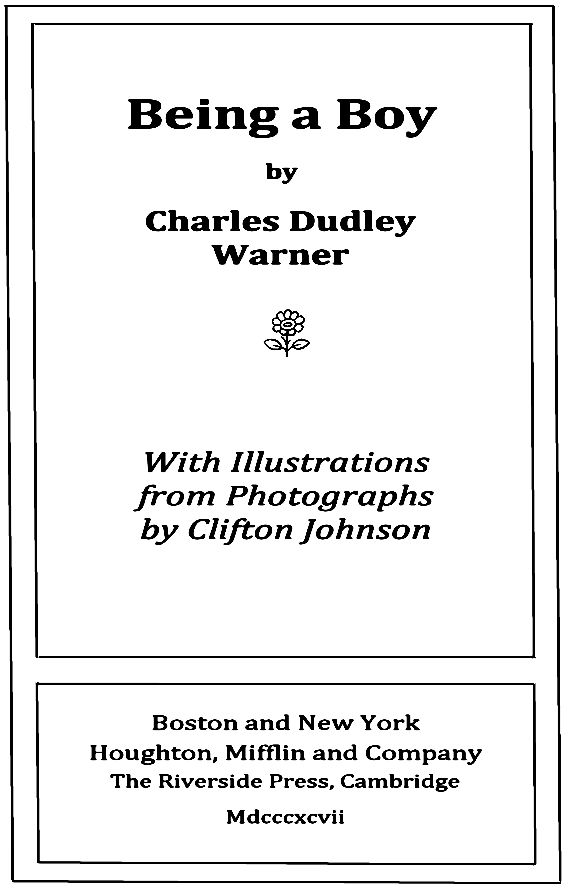 Being a Boy
by
Charles Dudley
Warner
With Illustrations
from Photographs
by Clifton Johnson
Boston and New York
Houghton, Mifflin and Company
The Riverside Press, Cambridge
Mdcccxcvii